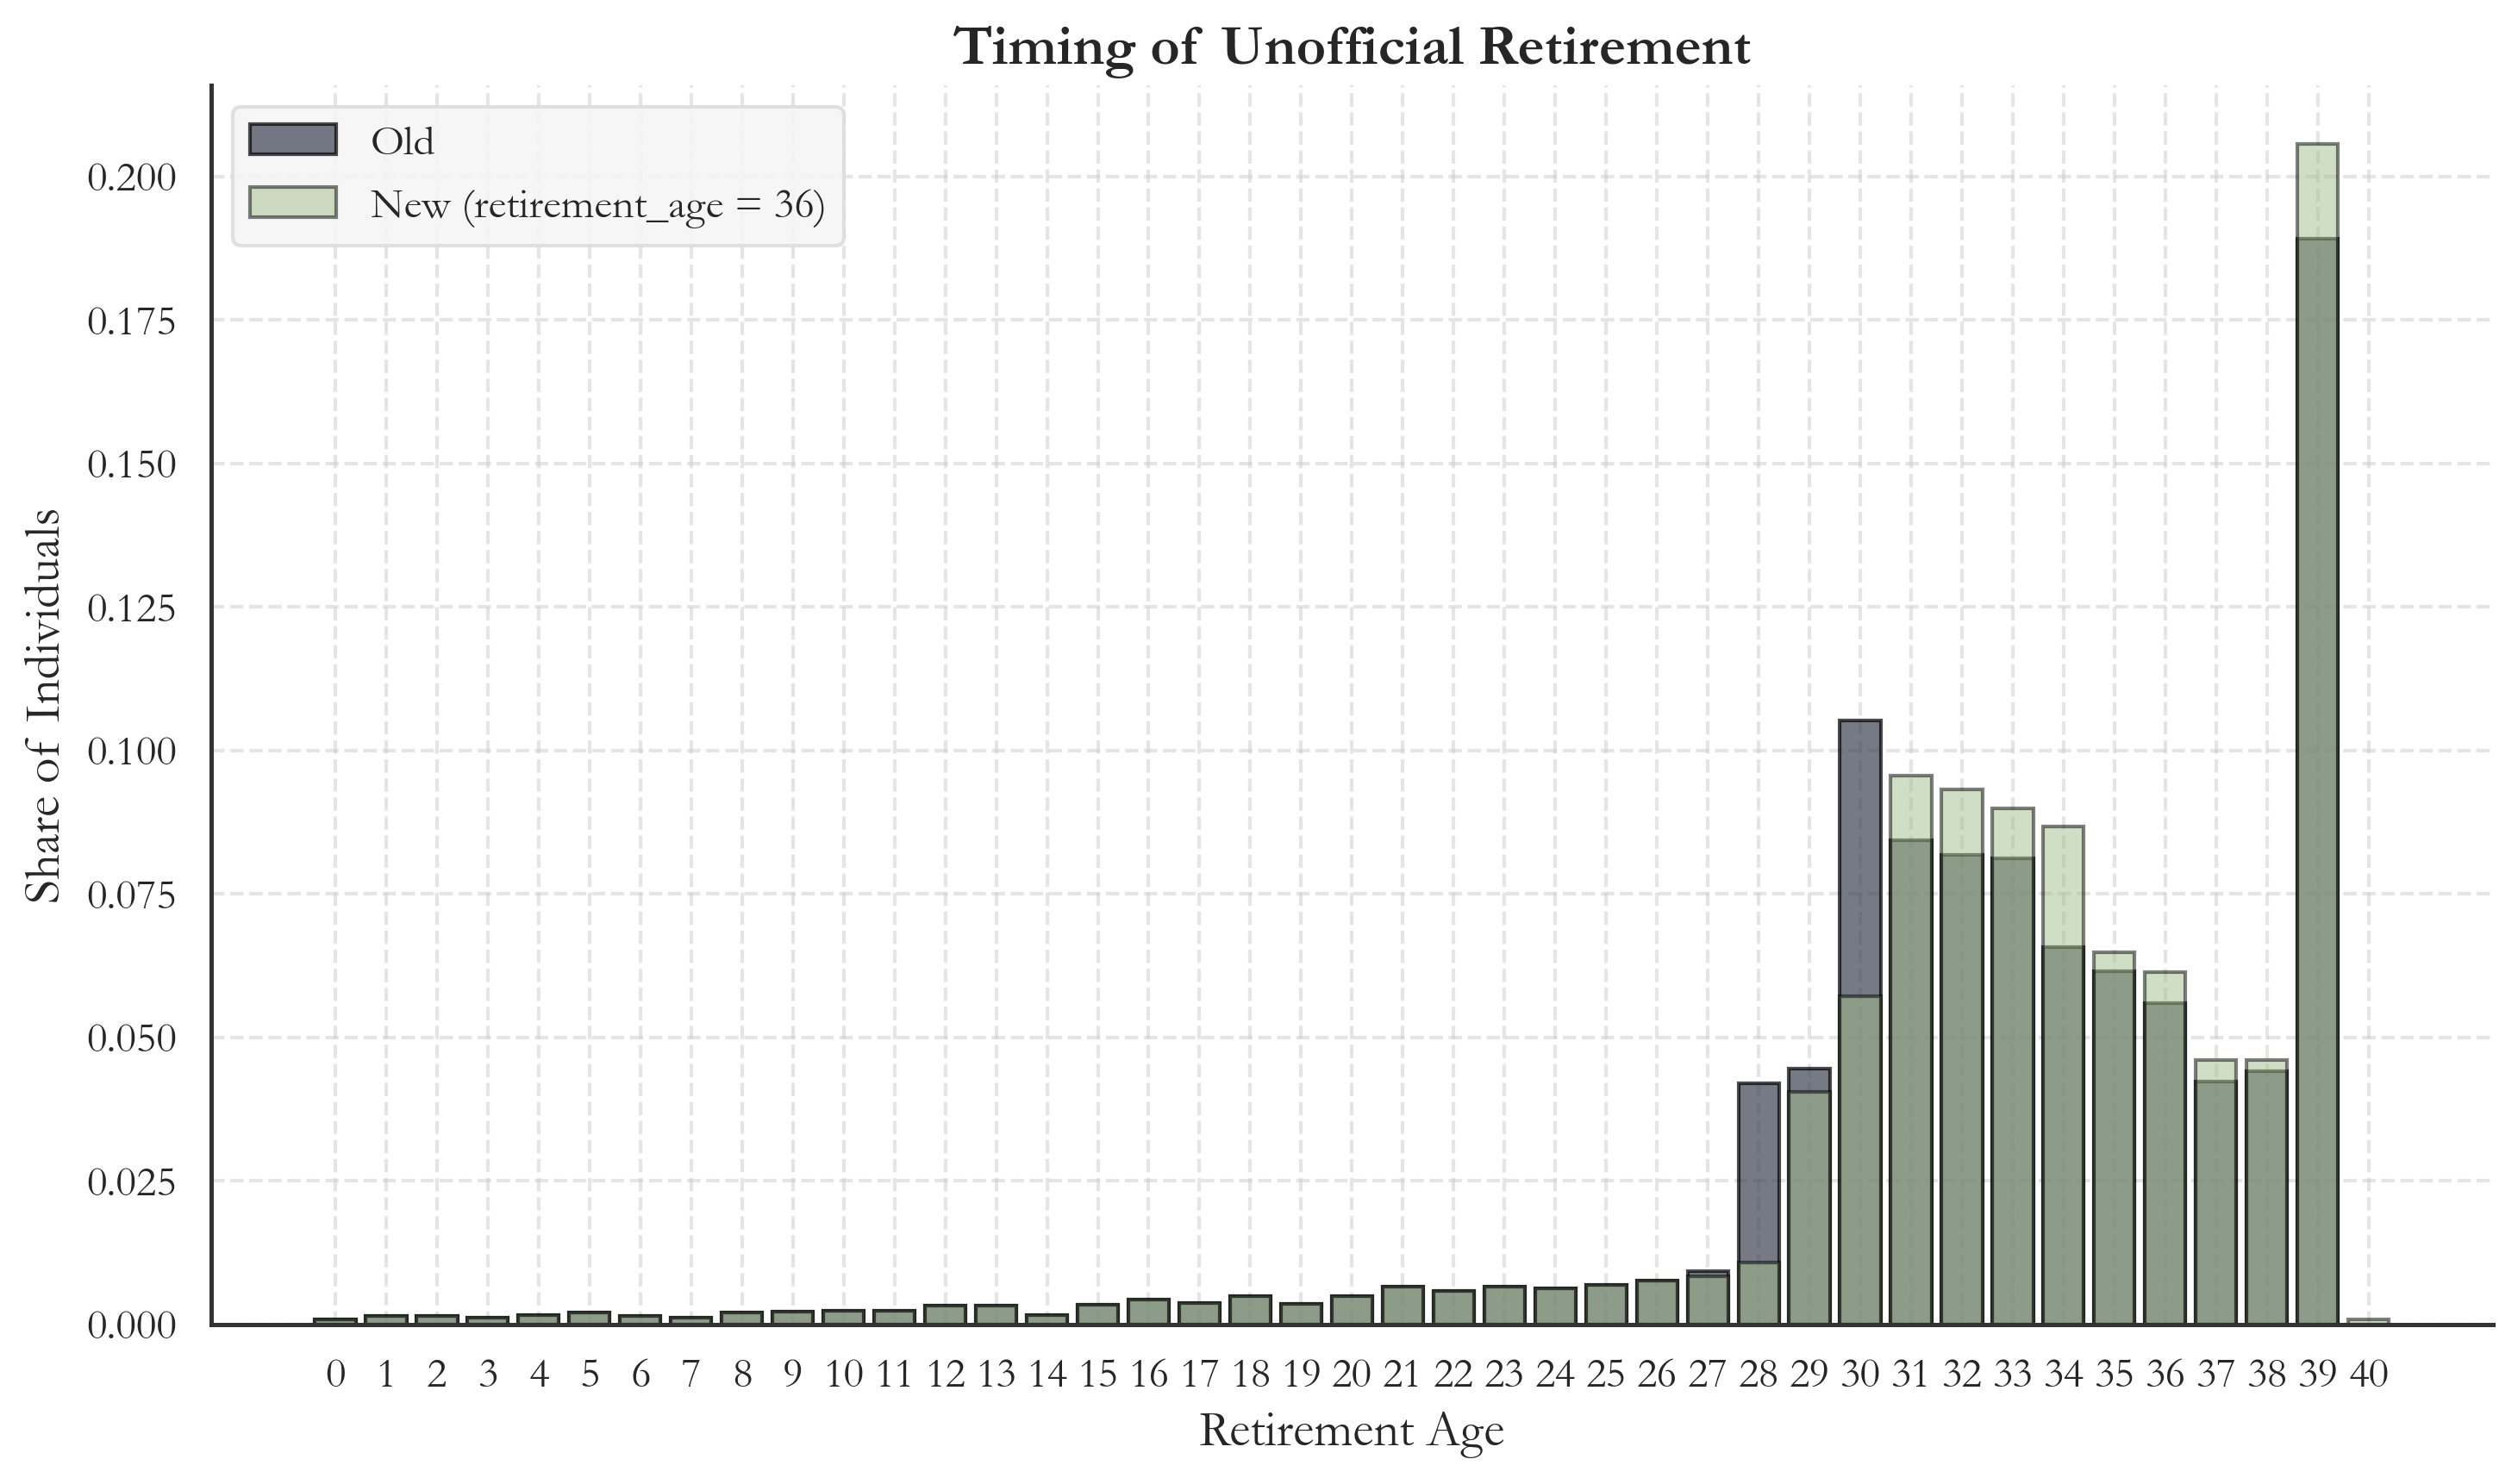 Timing of Unofficial Retirement
Old
New (retirement_age = 36)
0.200
0.175
0.150
0.125
0.100
0.075
0.050
0.025
0.000
Share of Individuals
0 1 2 3 4 5 6 7 8 9 10 11 12 13 14 15 16 17 18 19 20 21 22 23 24 25 26 27 28 29 30 31 32 33 34 35 36 37 38 39 40
Retirement Age